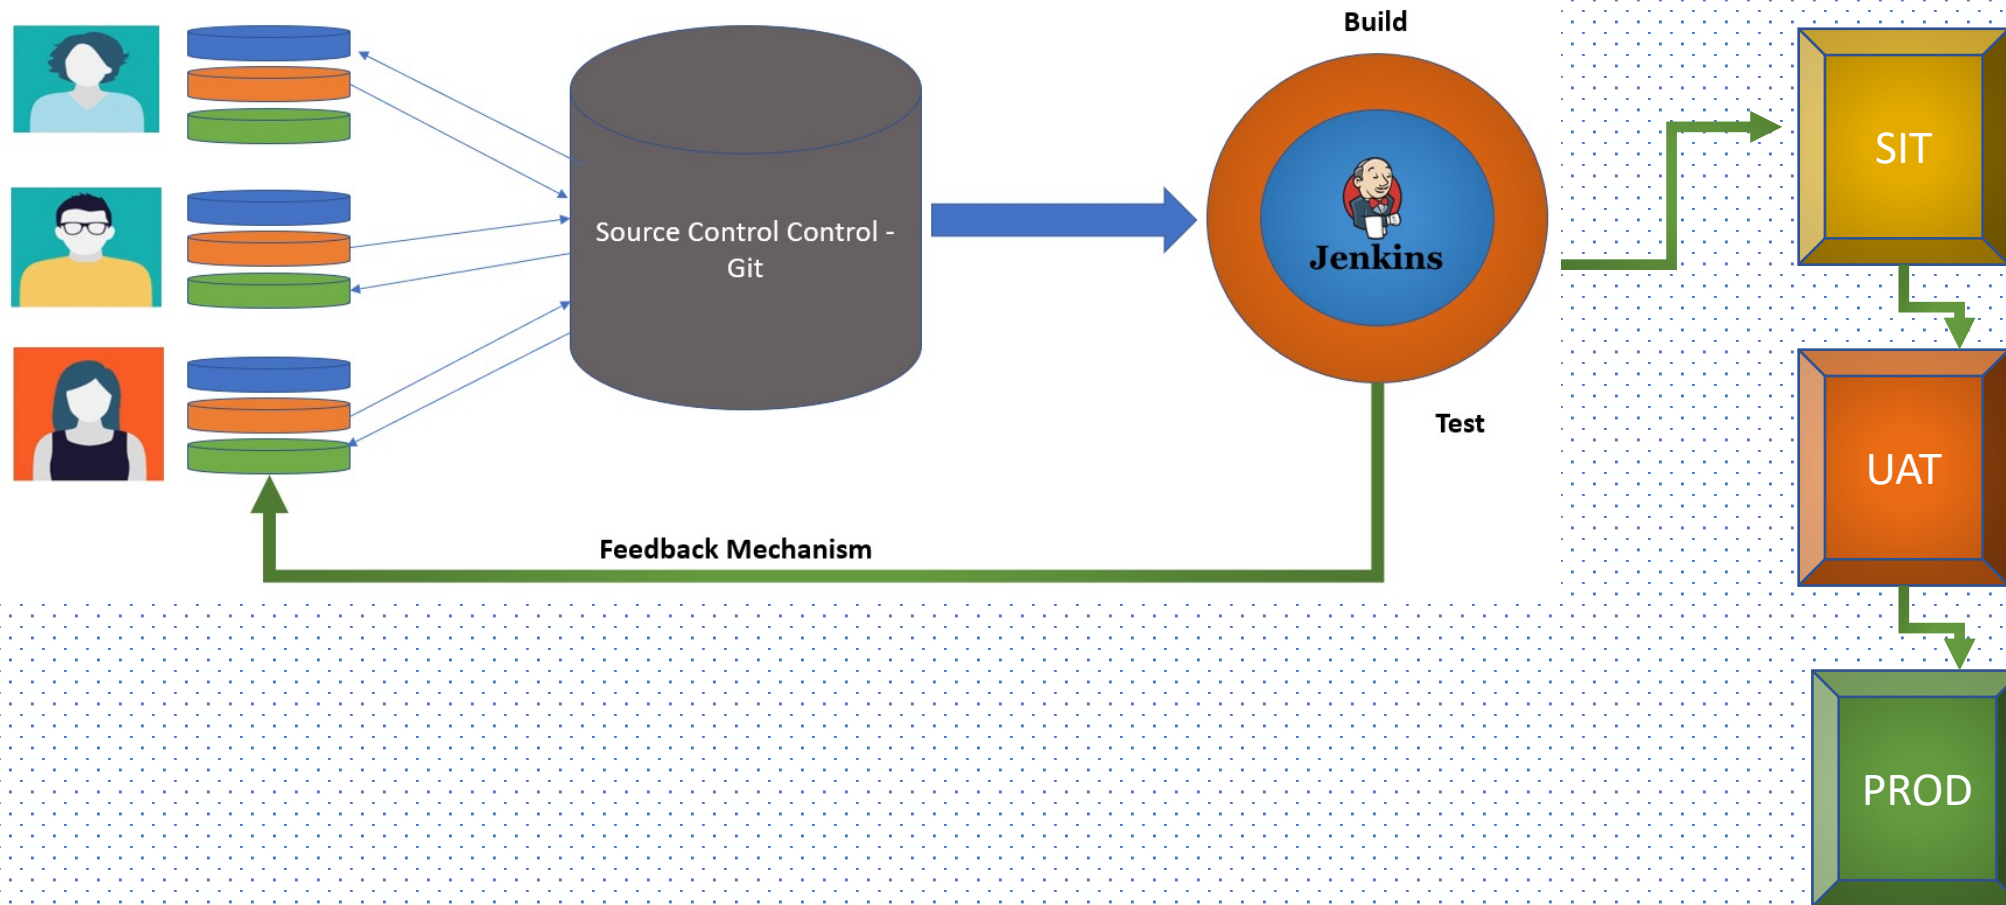 Build
SIT
Source Control Control -
Git
Jenkins
Test
UAT
Feedback Mechanism
PROD